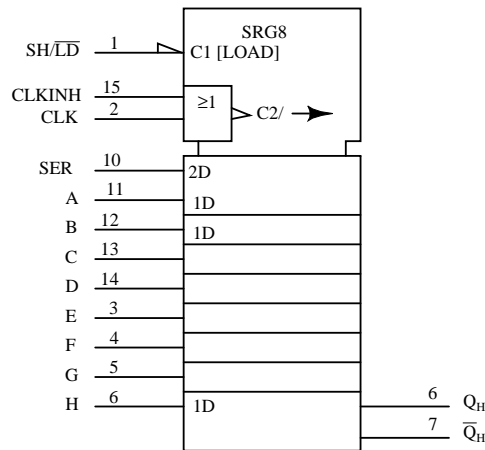 SRG8
SH/L̅D̅ 1 C1 [LOAD]
CLKINH 15 ≥1
CLK 2 C2/
SER 10 2D
A 11 1D
B 12 1D
C 13
D 14
E 3
F 4
G 5
H 6 1D 6 Q_H
7 Q̅_H